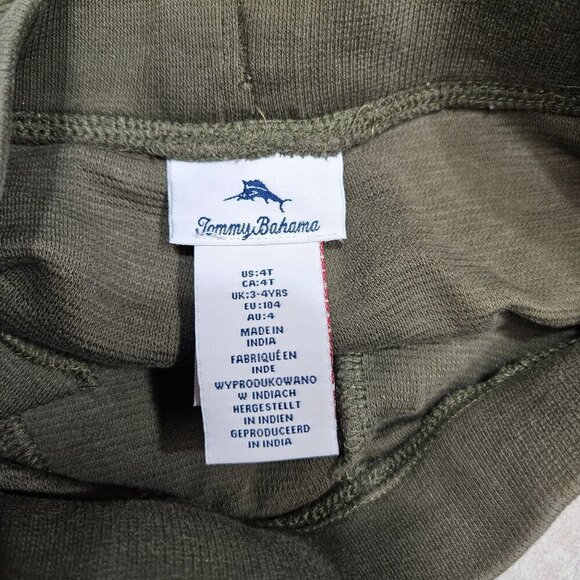 Tommy Bahama
US:4T
CA:4T
UK:3-4YRS
EU:104
AU:4
MADE IN
INDIA
FABRIQUÉ EN
INDE
WYPRODUKOWANO
W INDIACH
HERGESTELLT
IN INDIEN
GEPRODUCEERD
IN INDIA